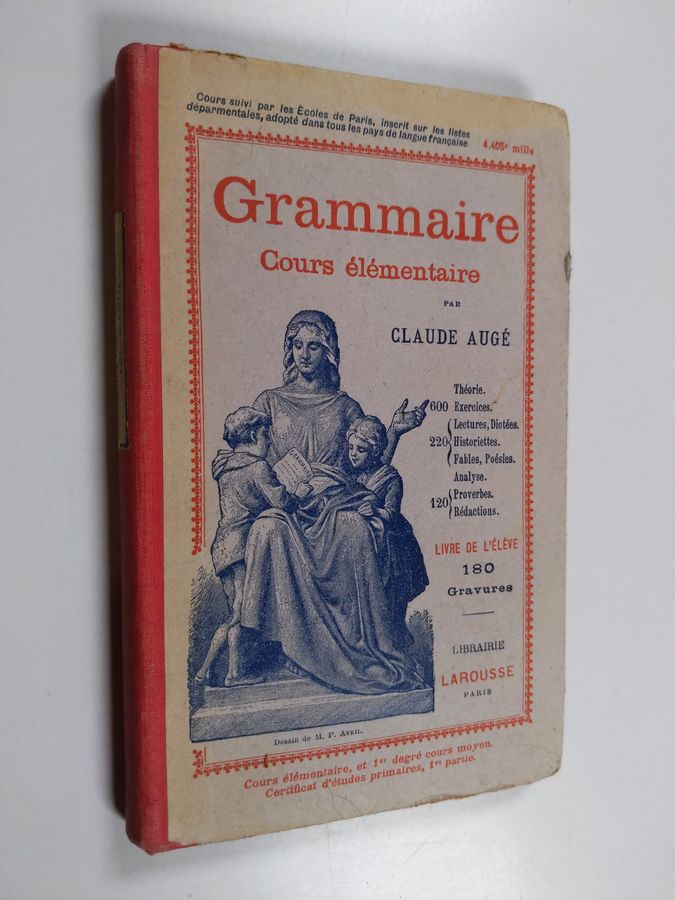 Cours suivi par les Écoles de Paris, inscrit sur les listes
déparmentales, adopté dans tous les pays de langue française.
4.405e mille
Grammaire
Cours élémentaire
PAR
CLAUDE AUGÉ
Théorie.
600 Exercices.
Lectures, Dictées.
220 Historiettes.
Fables, Poésies.
Analyse.
120 Proverbes.
Rédactions.
LIVRE DE L'ÉLÈVE
180
Gravures
LIBRAIRIE
LAROUSSE
PARIS
Dessin de M. P. AVRIL.
Cours élémentaire, et 1er degré cours moyen.
Certificat d'études primaires, 1re partie.